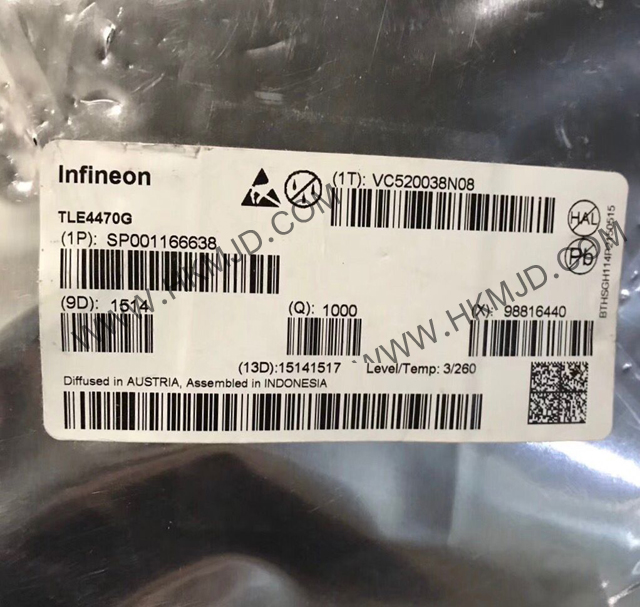 Infineon
(1T): VC520038N08
TLE4470G
(1P): SP001166638
HAL
Pb
(9D): 1514
(Q): 1000
(X): 98816440
(13D):15141517 Level/Temp: 3/260
Diffused in AUSTRIA, Assembled in INDONESIA
WWW.HKMJD.COM
WWW.HKMJD.COM